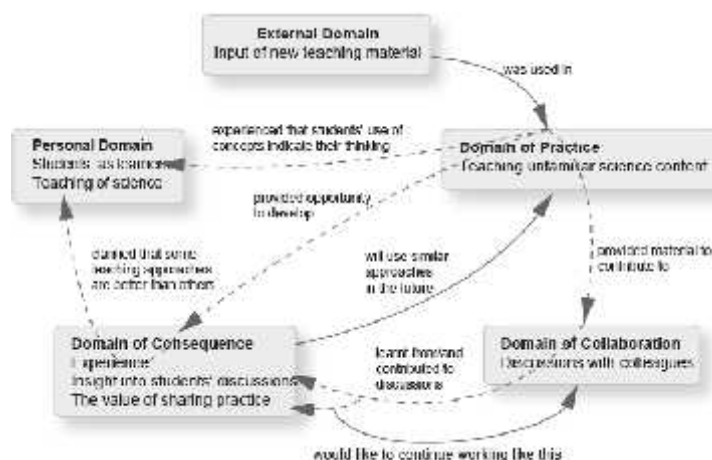 External Domain
Input of new teaching material
was used in
experienced that students' use of
concepts indicate their thinking
Personal Domain
Students as learners
Teaching of science
Domain of Practice
Teaching unfamiliar science content
provided opportunity
to develop
claimed that some
teaching approaches
are better than others
will use similar
approaches
in the future
provided material to
contribute to
Domain of Consequence
Experience
Insight into students' discussions
The value of sharing practice
learnt from/and
contributed to
discussions
Domain of Collaboration
Discussions with colleagues
would like to continue working like this